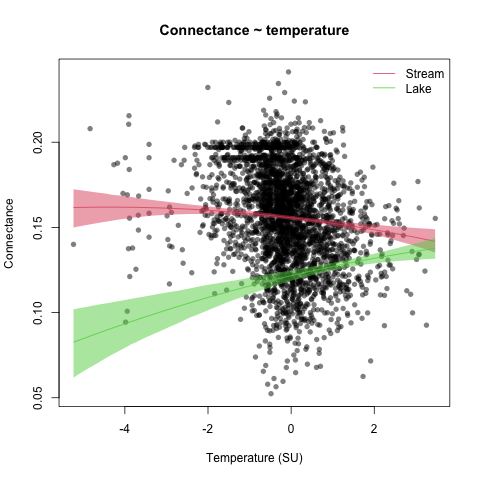 Connectance ~ temperature
Stream
Lake
Connectance
0.20
0.15
0.10
0.05
-4
-2
0
2
Temperature (SU)